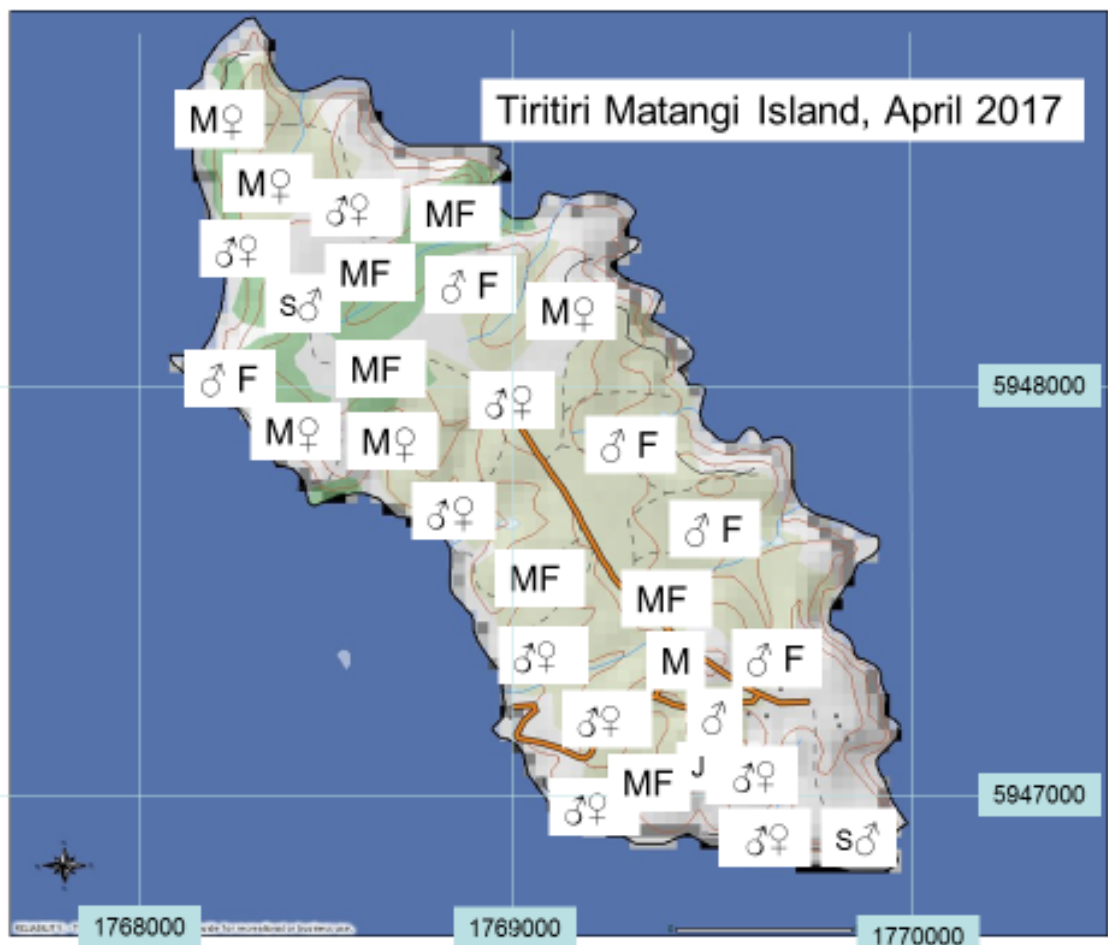 Tiritiri Matangi Island, April 2017
M♀
M♀
♂♀
MF
♂♀
MF
♂ F
s♂
M♀
♂ F
MF
5948000
♂♀
M♀
M♀
♂ F
♂♀
♂ F
MF
MF
♂♀
M
♂ F
♂♀
♂
MF
J
♂♀
♂♀
5947000
♂♀
s♂
1768000
1769000
1770000